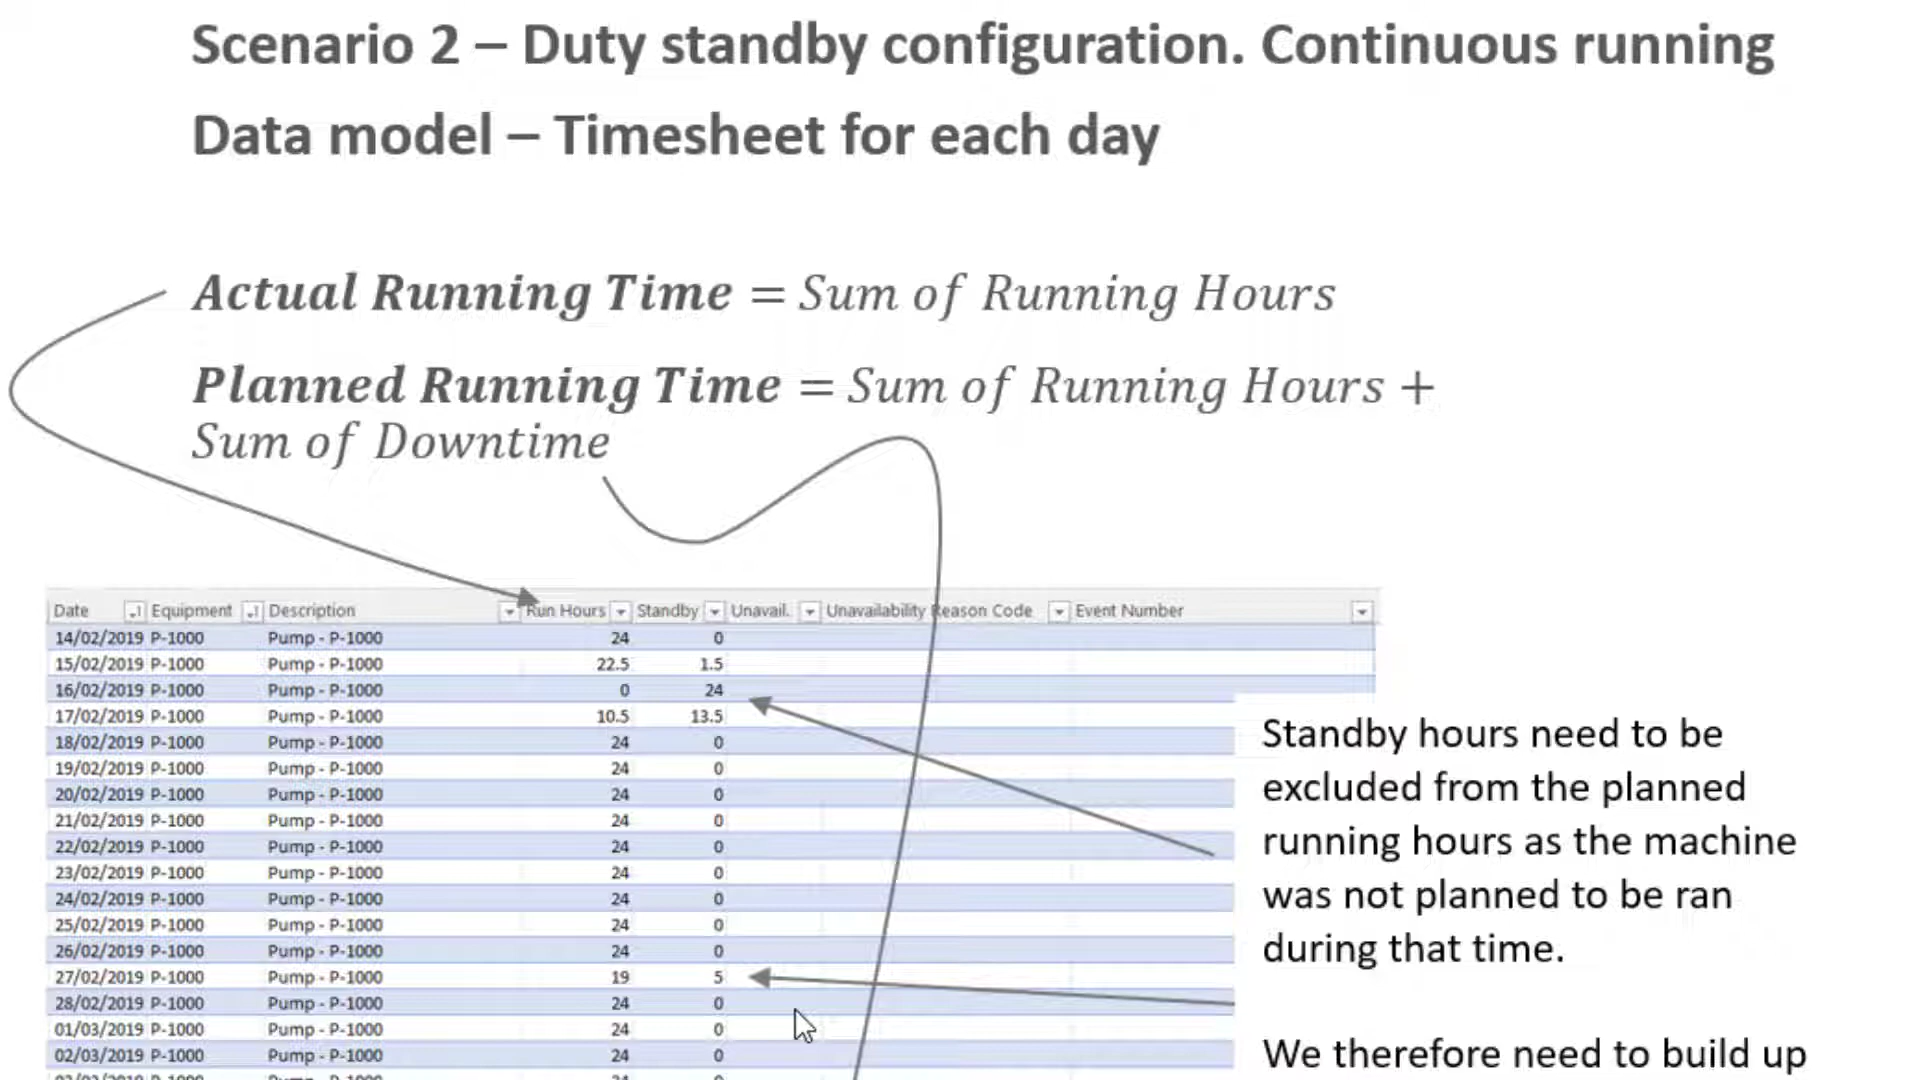 Scenario 2 – Duty standby configuration. Continuous running
Data model – Timesheet for each day
Actual Running Time = Sum of Running Hours
Planned Running Time = Sum of Running Hours +
Sum of Downtime
Date Equipment Description Run Hours Standby Unavail. Unavailability Reason Code Event Number
14/02/2019 P-1000 Pump - P-1000 24 0
15/02/2019 P-1000 Pump - P-1000 22.5 1.5
16/02/2019 P-1000 Pump - P-1000 0 24
17/02/2019 P-1000 Pump - P-1000 10.5 13.5
18/02/2019 P-1000 Pump - P-1000 24 0
19/02/2019 P-1000 Pump - P-1000 24 0
20/02/2019 P-1000 Pump - P-1000 24 0
21/02/2019 P-1000 Pump - P-1000 24 0
22/02/2019 P-1000 Pump - P-1000 24 0
23/02/2019 P-1000 Pump - P-1000 24 0
24/02/2019 P-1000 Pump - P-1000 24 0
25/02/2019 P-1000 Pump - P-1000 24 0
26/02/2019 P-1000 Pump - P-1000 24 0
27/02/2019 P-1000 Pump - P-1000 19 5
28/02/2019 P-1000 Pump - P-1000 24 0
01/03/2019 P-1000 Pump - P-1000 24 0
02/03/2019 P-1000 Pump - P-1000 24 0
Standby hours need to be
excluded from the planned
running hours as the machine
was not planned to be ran
during that time.
We therefore need to build up